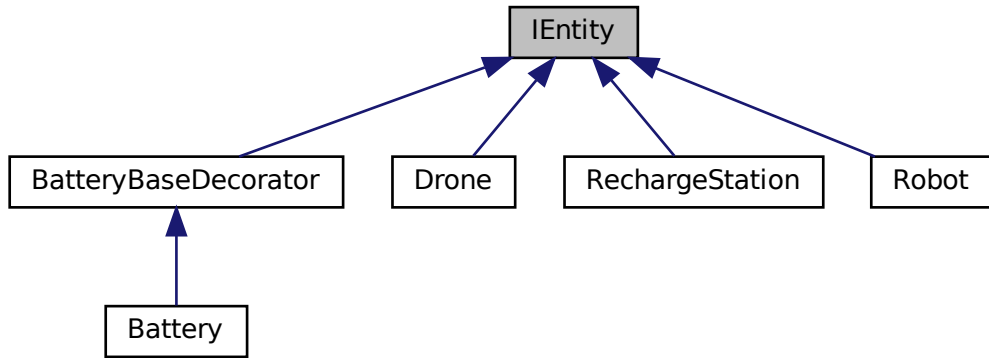 IEntity
BatteryBaseDecorator
Drone
RechargeStation
Robot
Battery